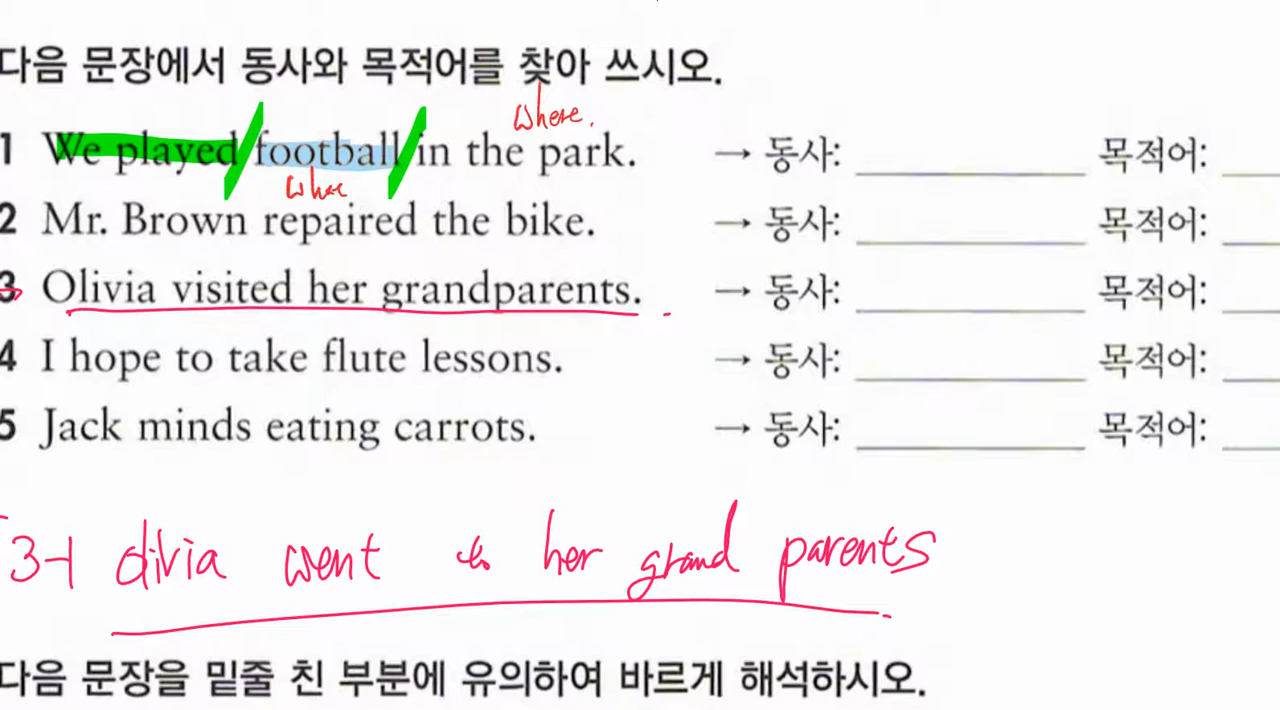 다음 문장에서 동사와 목적어를 찾아 쓰시오.
where.
1 We played football in the park. → 동사: 목적어:
2 Mr. Brown repaired the bike. → 동사: 목적어:
3 Olivia visited her grandparents. → 동사: 목적어:
4 I hope to take flute lessons. → 동사: 목적어:
5 Jack minds eating carrots. → 동사: 목적어:
3-1 olivia went to her grand parents
다음 문장을 밑줄 친 부분에 유의하여 바르게 해석하시오.